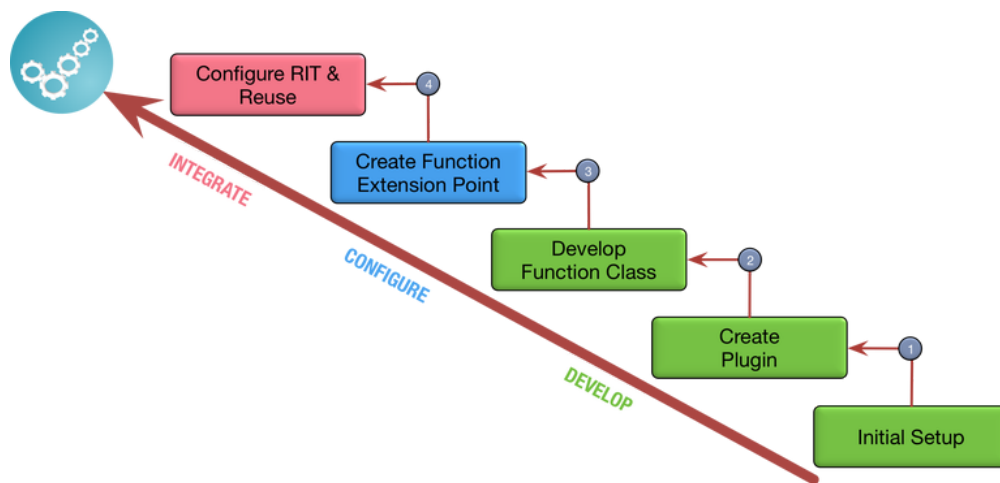 Configure RIT &
Reuse
4
Create Function
Extension Point
3
INTEGRATE
Develop
Function Class
2
CONFIGURE
Create
Plugin
1
DEVELOP
Initial Setup